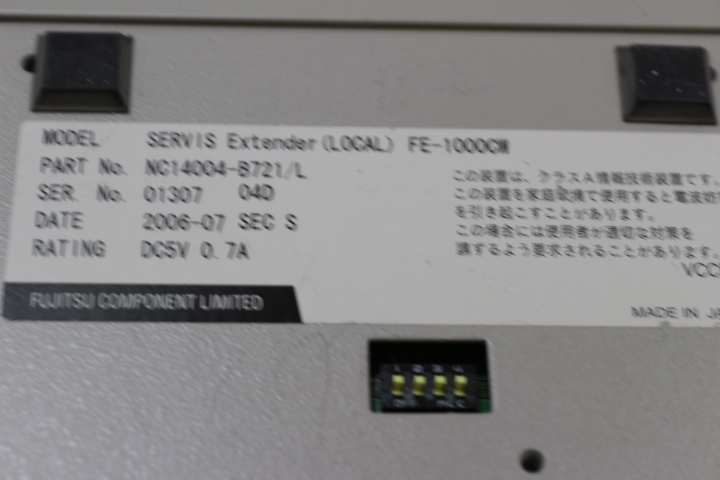 MODEL SERVIS Extender(LOCAL) FE-1000CM
PART No. NC14004-B721/L
SER. No. 01307 04D
DATE 2006-07 SEC S
RATING DC5V 0.7A
FUJITSU COMPONENT LIMITED
この装置は、クラスA情報技術装置です。
この装置を家庭環境で使用すると電波妨
を引き起こすことがあります。
この場合には使用者が適切な対策を
講ずるよう要求されることがあります。
VCC
MADE IN JA
1 2 3 4